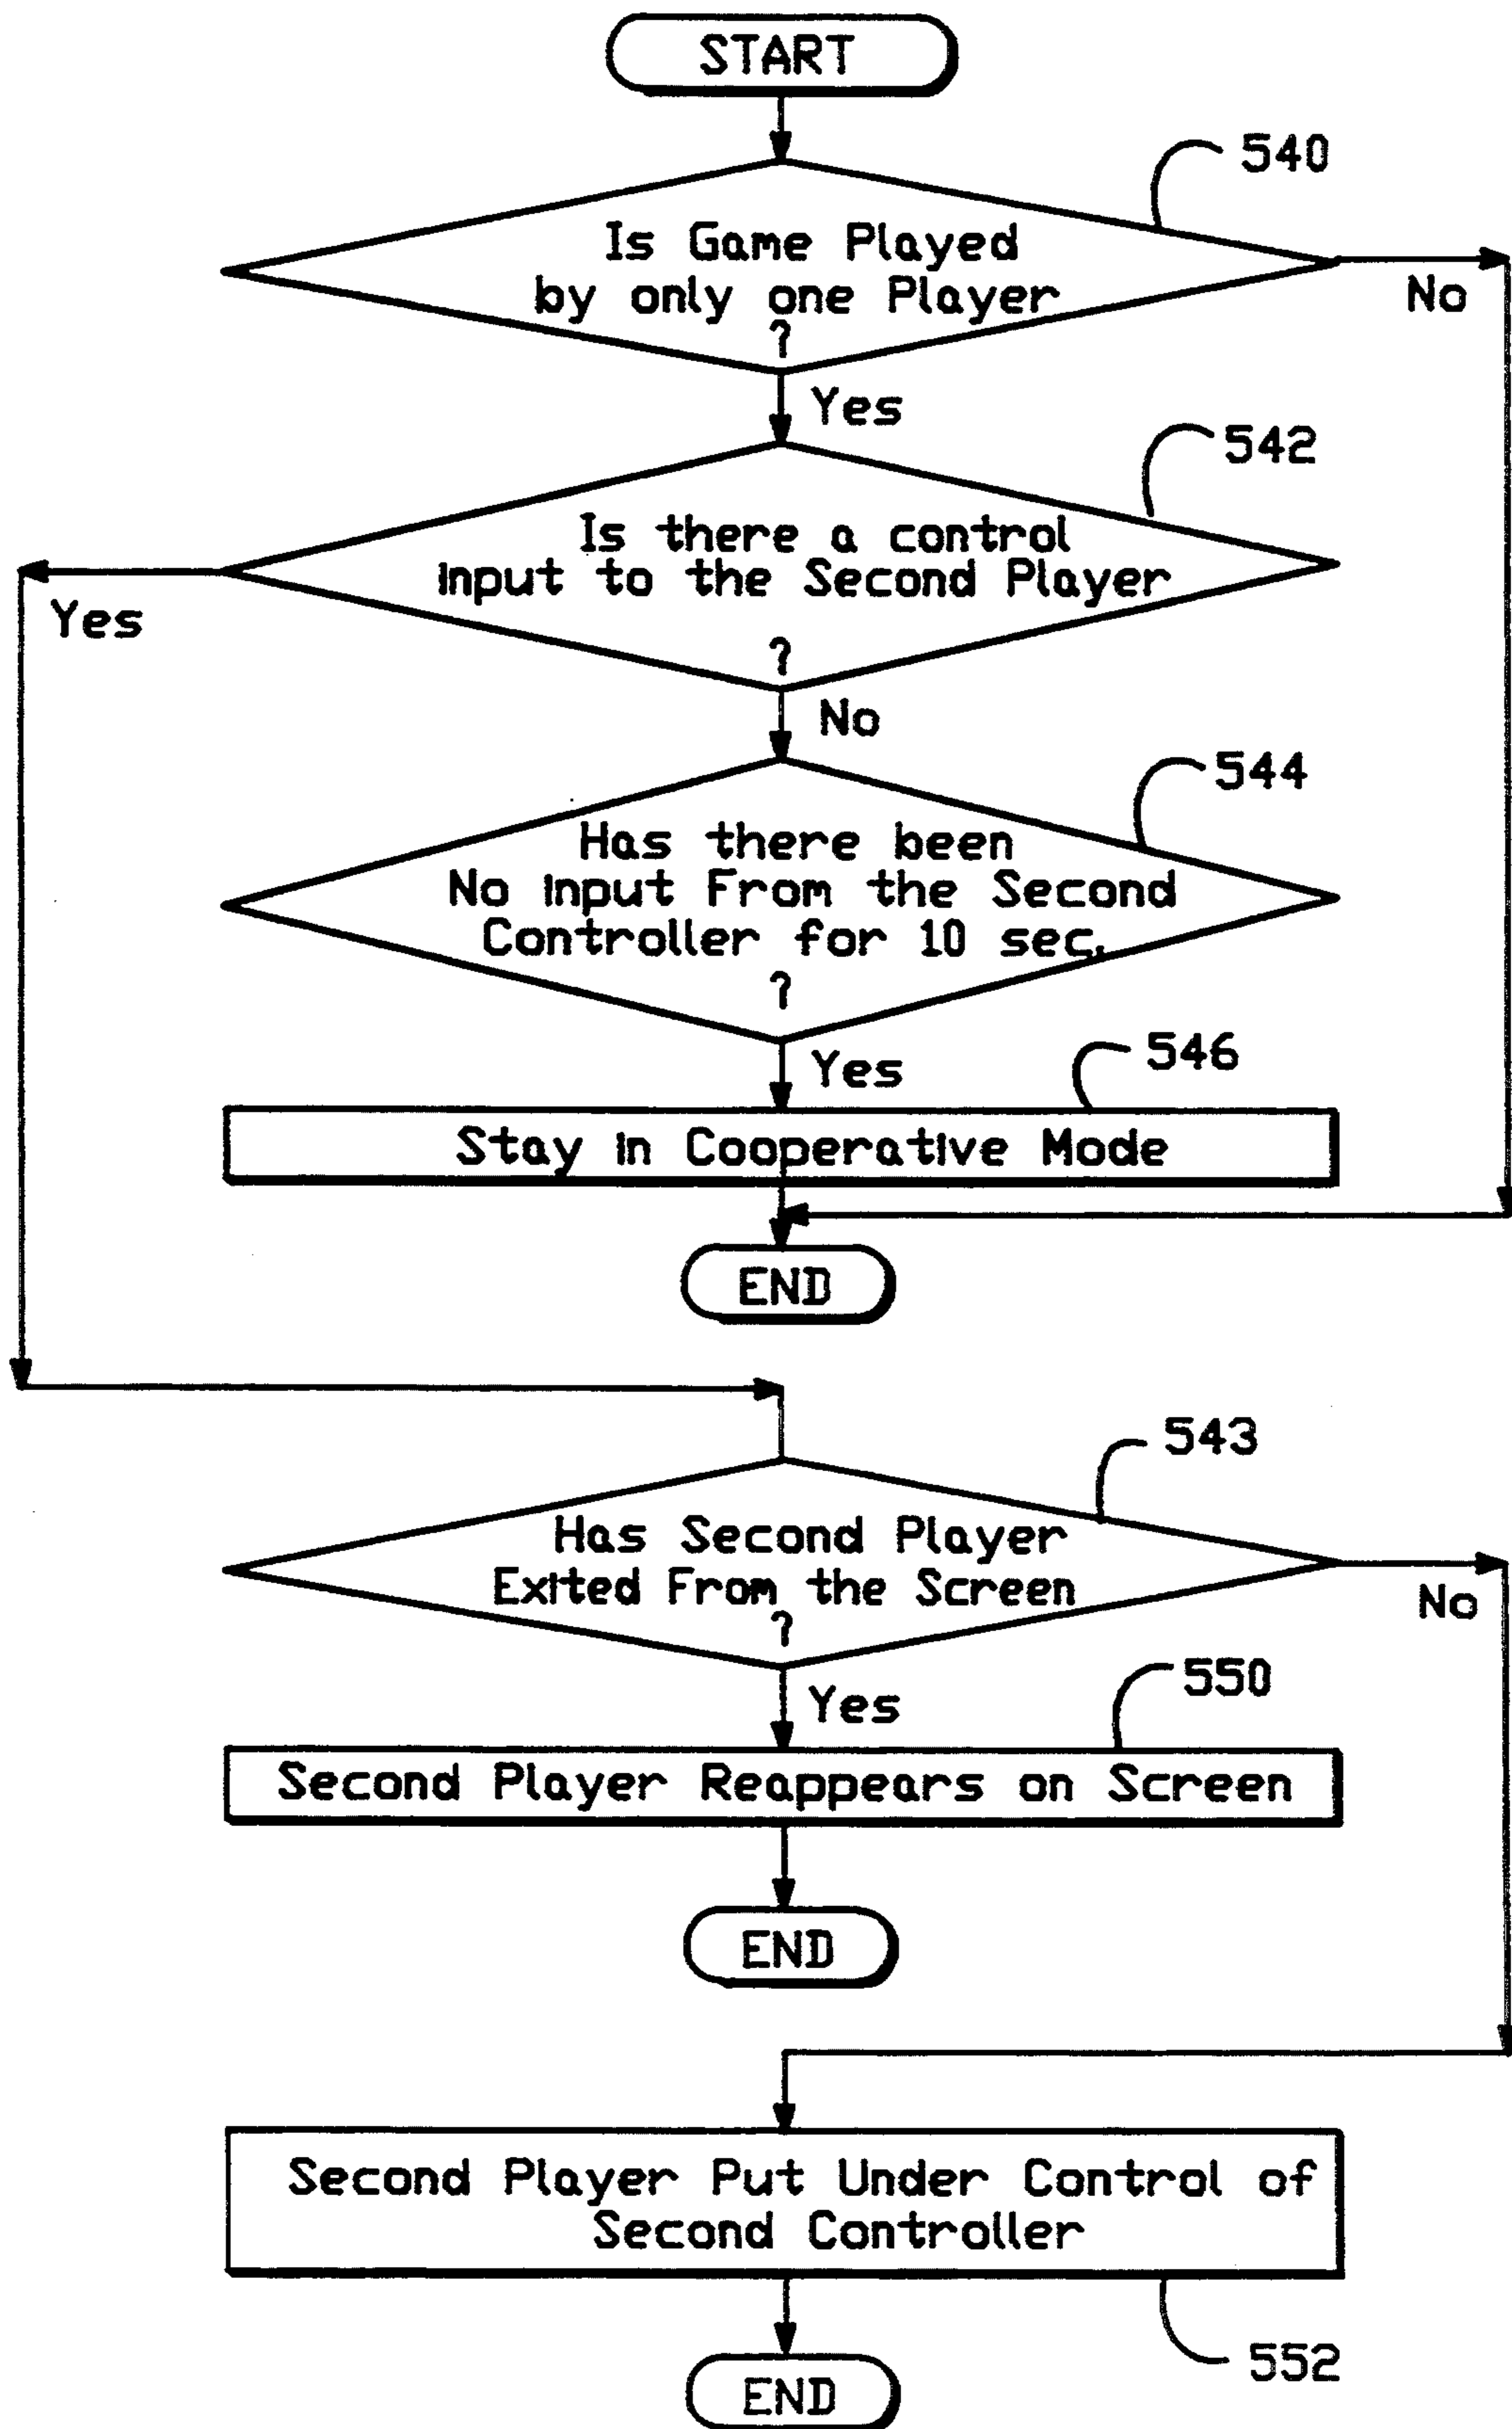 START
540
Is Game Played
by only one Player
?
No
Yes
542
Is there a control
input to the Second Player
?
Yes
No
544
Has there been
No input From the Second
Controller for 10 sec.
?
Yes
546
Stay in Cooperative Mode
END
543
Has Second Player
Exited From the Screen
?
No
Yes
550
Second Player Reappears on Screen
END
Second Player Put Under Control of
Second Controller
552
END